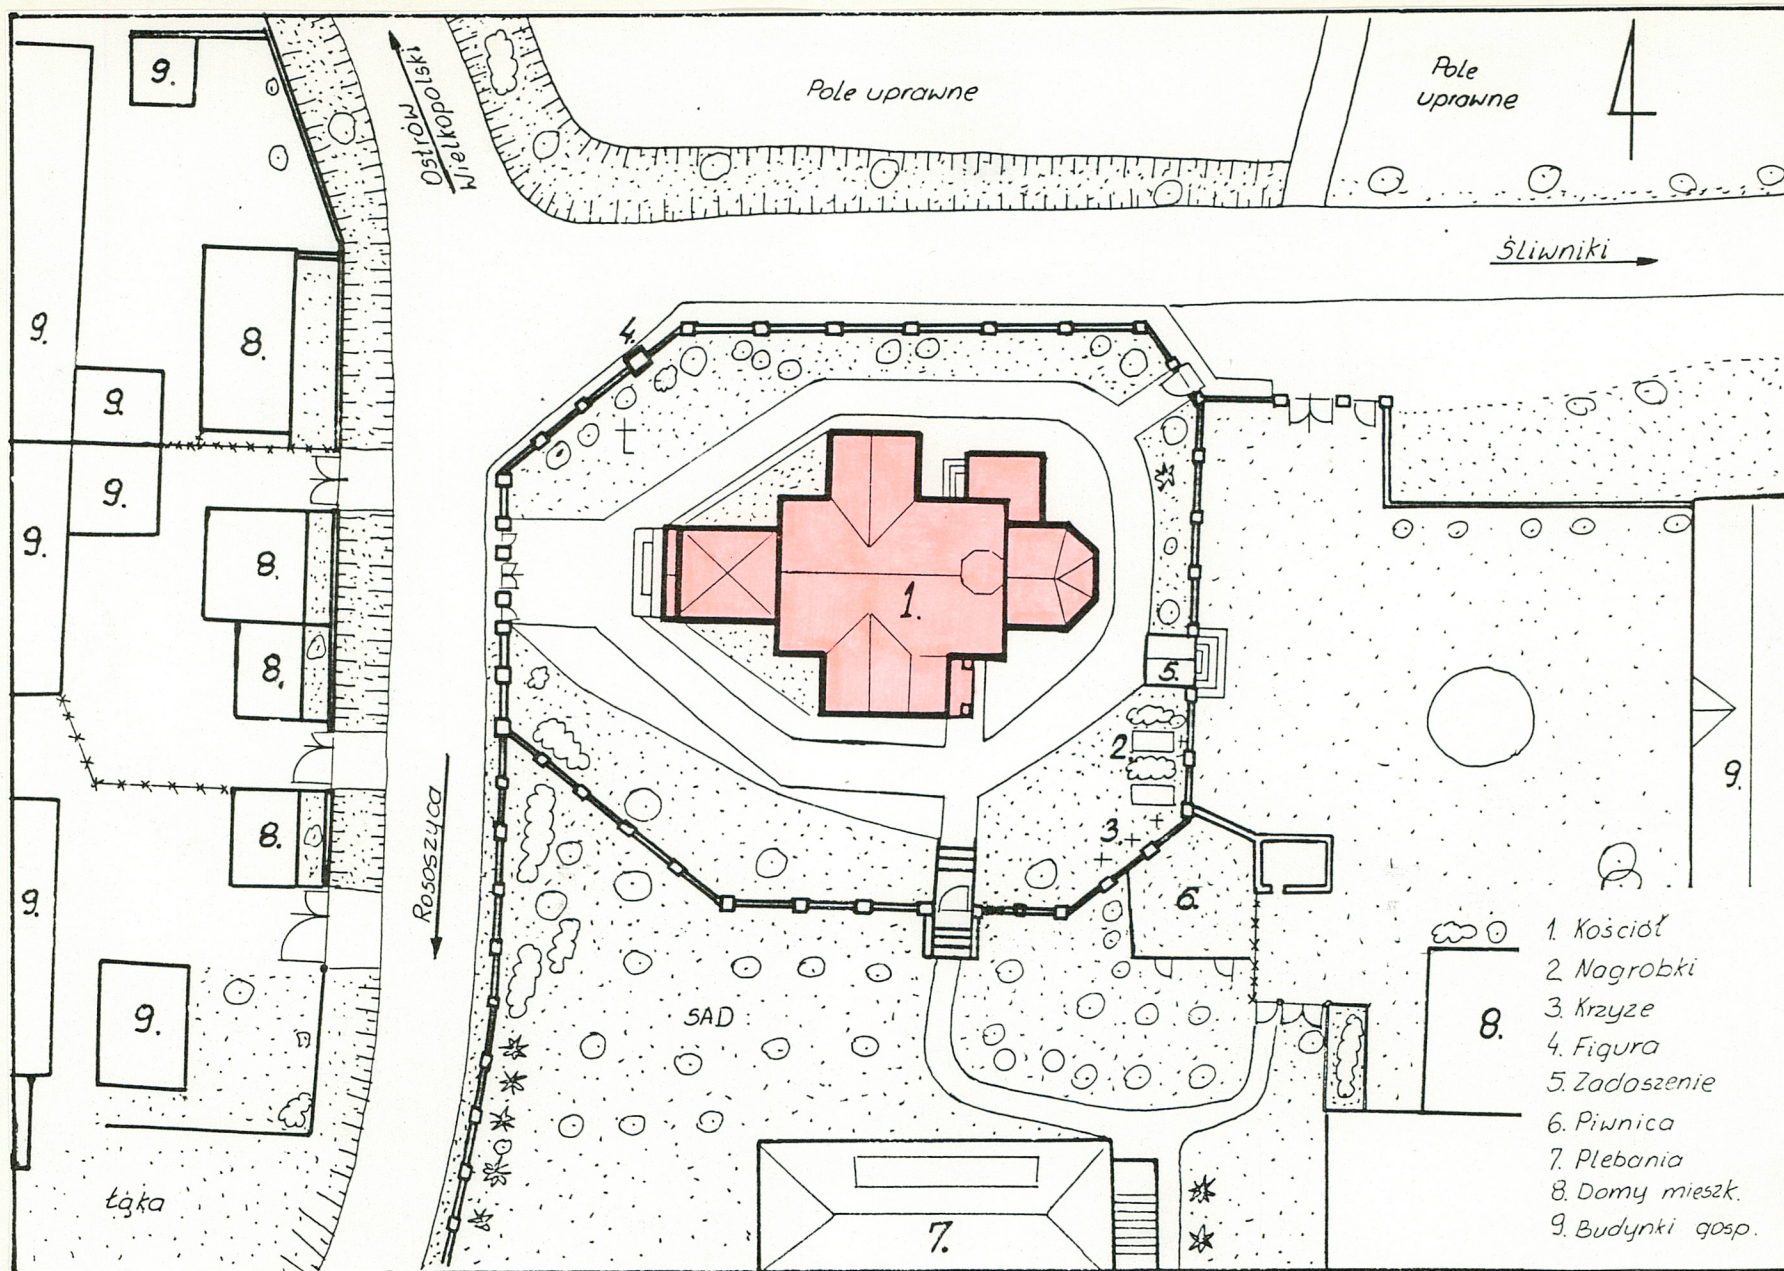 9.
Ostrów
Wielkopolski
Pole uprawne
Pole
uprawne
Śliwniki
9.
8.
4.
9.
9.
9.
8.
1.
8.
5.
2.
9.
Rososzyca
8.
3.
9.
6.
9.
SAD
8.
Łąka
7.
1. Kościół
2 Nagrobki
3. Krzyże
4. Figura
5. Zadaszenie
6. Piwnica
7. Plebania
8. Domy mieszk.
9. Budynki gosp.